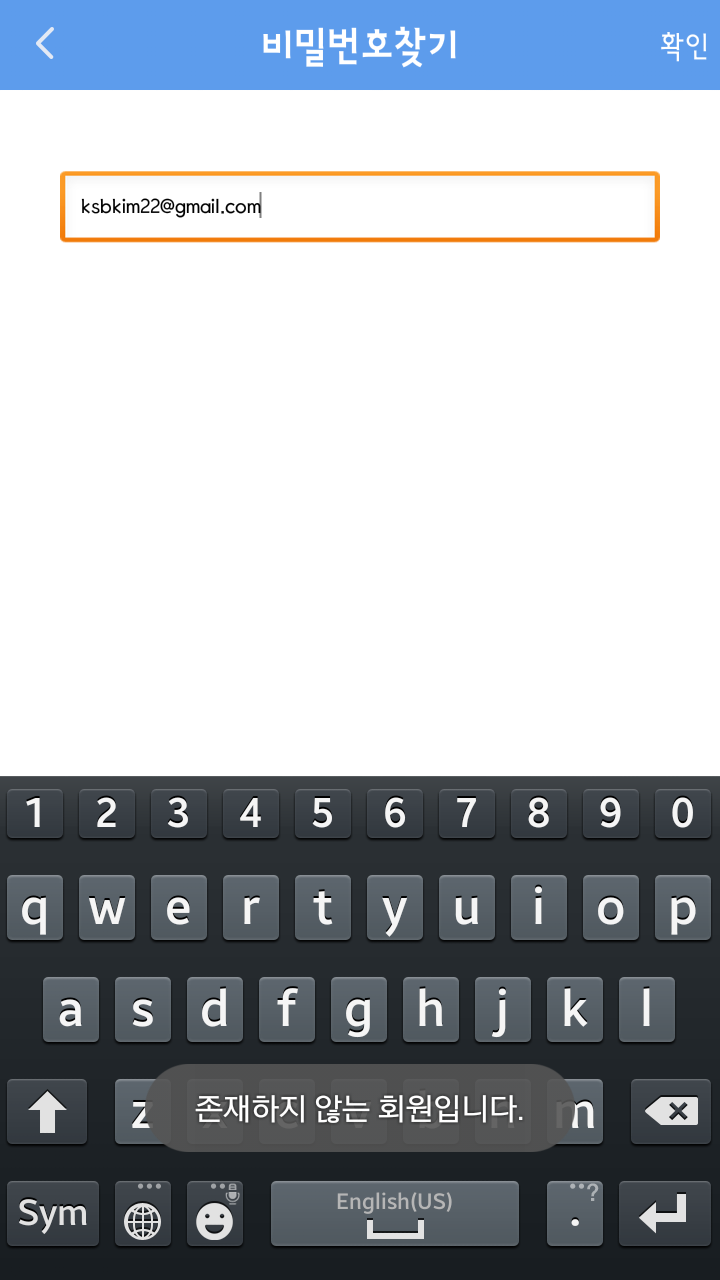 비밀번호찾기
확인
ksbkim22@gmail.com
1 2 3 4 5 6 7 8 9 0
q w e r t y u i o p
a s d f g h j k l
z m
존재하지 않는 회원입니다.
Sym English(US) . ?